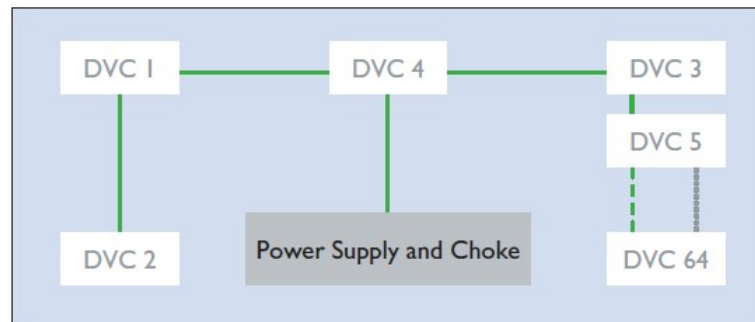 DVC 1
DVC 4
DVC 3
DVC 5
DVC 2
Power Supply and Choke
DVC 64